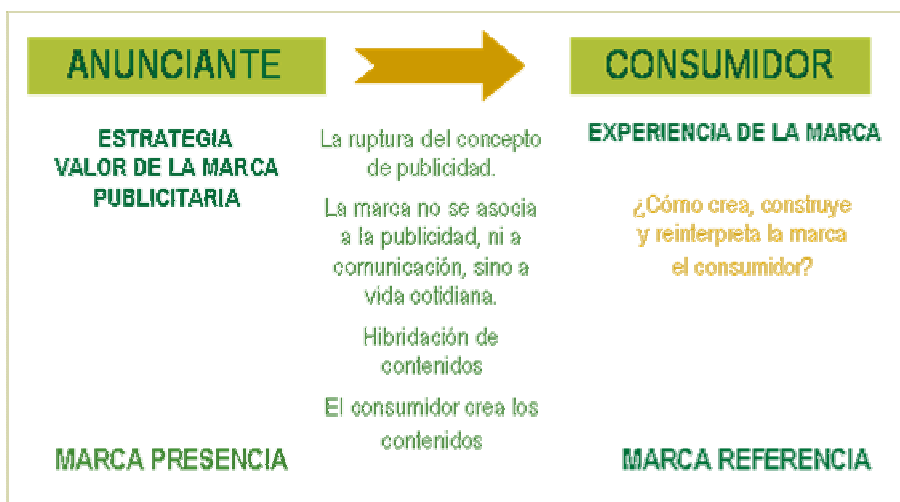 ANUNCIANTE
CONSUMIDOR
ESTRATEGIA
VALOR DE LA MARCA
PUBLICITARIA
La ruptura del concepto
de publicidad.
La marca no se asocia
a la publicidad, ni a
comunicación, sino a
vida cotidiana.
Hibridación de
contenidos
El consumidor crea los
contenidos
EXPERIENCIA DE LA MARCA
¿Cómo crea, construye
y reinterpreta la marca
el consumidor?
MARCA PRESENCIA
MARCA REFERENCIA